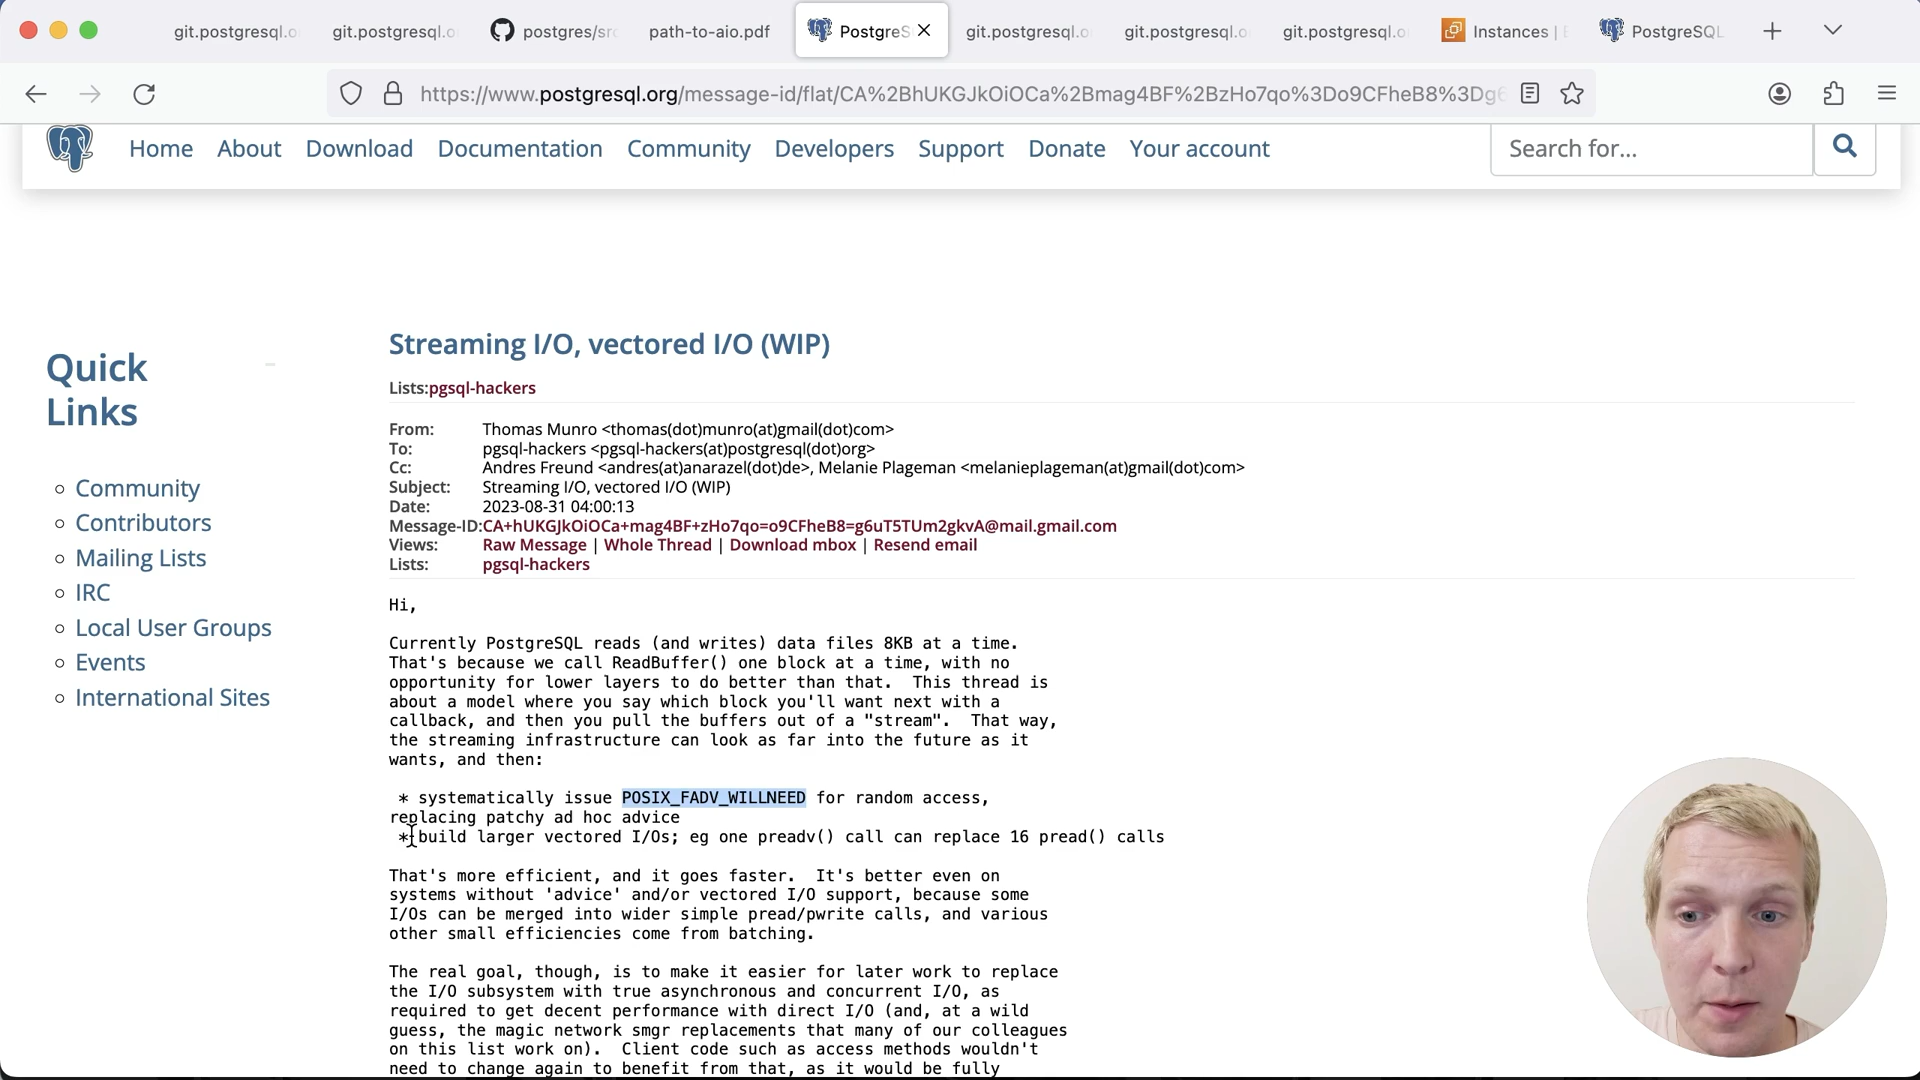 git.postgresql.o
git.postgresql.o
postgres/src
path-to-aio.pdf
PostgreS
git.postgresql.o
git.postgresql.o
git.postgresql.o
Instances | E
PostgreSQL
https://www.postgresql.org/message-id/flat/CA%2BhUKGJkOiOCa%2Bmag4BF%2BzHo7qo%3Do9CFheB8%3Dg6
Home About Download Documentation Community Developers Support Donate Your account
Search for...
Quick
Links
Community
Contributors
Mailing Lists
IRC
Local User Groups
Events
International Sites
Streaming I/O, vectored I/O (WIP)
Lists:pgsql-hackers
From: Thomas Munro <thomas(dot)munro(at)gmail(dot)com>
To: pgsql-hackers <pgsql-hackers(at)postgresql(dot)org>
Cc: Andres Freund <andres(at)anarazel(dot)de>, Melanie Plageman <melanieplageman(at)gmail(dot)com>
Subject: Streaming I/O, vectored I/O (WIP)
Date: 2023-08-31 04:00:13
Message-ID:CA+hUKGJkOiOCa+mag4BF+zHo7qo=o9CFheB8=g6uT5TUm2gkvA@mail.gmail.com
Views: Raw Message | Whole Thread | Download mbox | Resend email
Lists: pgsql-hackers
Hi,
Currently PostgreSQL reads (and writes) data files 8KB at a time.
That's because we call ReadBuffer() one block at a time, with no
opportunity for lower layers to do better than that.  This thread is
about a model where you say which block you'll want next with a
callback, and then you pull the buffers out of a "stream".  That way,
the streaming infrastructure can look as far into the future as it
wants, and then:
* systematically issue POSIX_FADV_WILLNEED for random access,
replacing patchy ad hoc advice
* build larger vectored I/Os; eg one preadv() call can replace 16 pread() calls
That's more efficient, and it goes faster.  It's better even on
systems without 'advice' and/or vectored I/O support, because some
I/Os can be merged into wider simple pread/pwrite calls, and various
other small efficiencies come from batching.
The real goal, though, is to make it easier for later work to replace
the I/O subsystem with true asynchronous and concurrent I/O, as
required to get decent performance with direct I/O (and, at a wild
guess, the magic network smgr replacements that many of our colleagues
on this list work on).  Client code such as access methods wouldn't
need to change again to benefit from that, as it would be fully